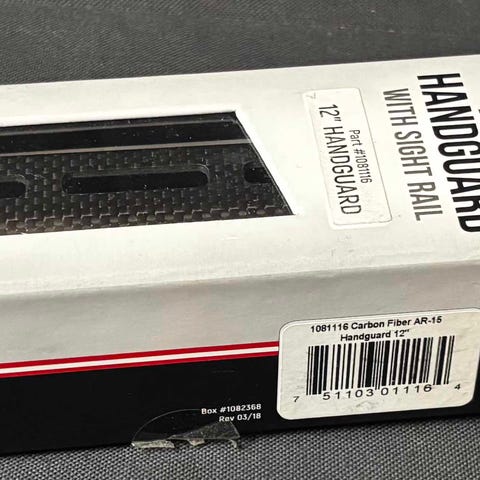 HANDGUARD
WITH SIGHT RAIL
Part #1081116
12" HANDGUARD
7
1081116 Carbon Fiber AR-15
Handguard 12"
7 51103 01116 4
Box #1082368
Rev 03/18